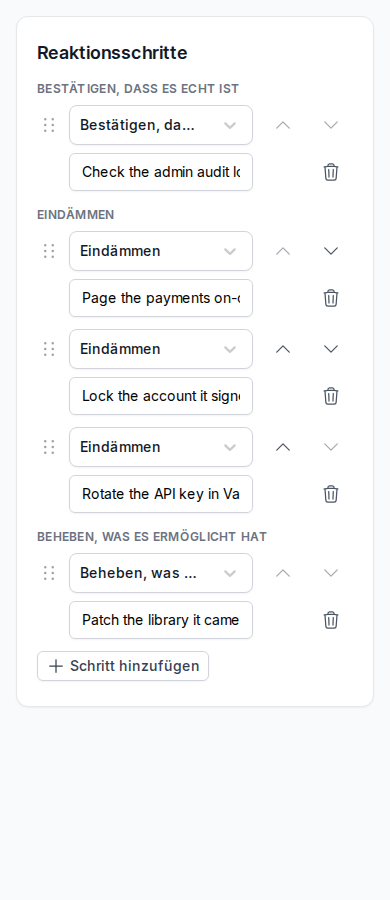 Reaktionsschritte
BESTÄTIGEN, DASS ES ECHT IST
Bestätigen, da...
Check the admin audit lo
EINDÄMMEN
Eindämmen
Page the payments on-c
Eindämmen
Lock the account it signe
Eindämmen
Rotate the API key in Va
BEHEBEN, WAS ES ERMÖGLICHT HAT
Beheben, was ...
Patch the library it came
Schritt hinzufügen